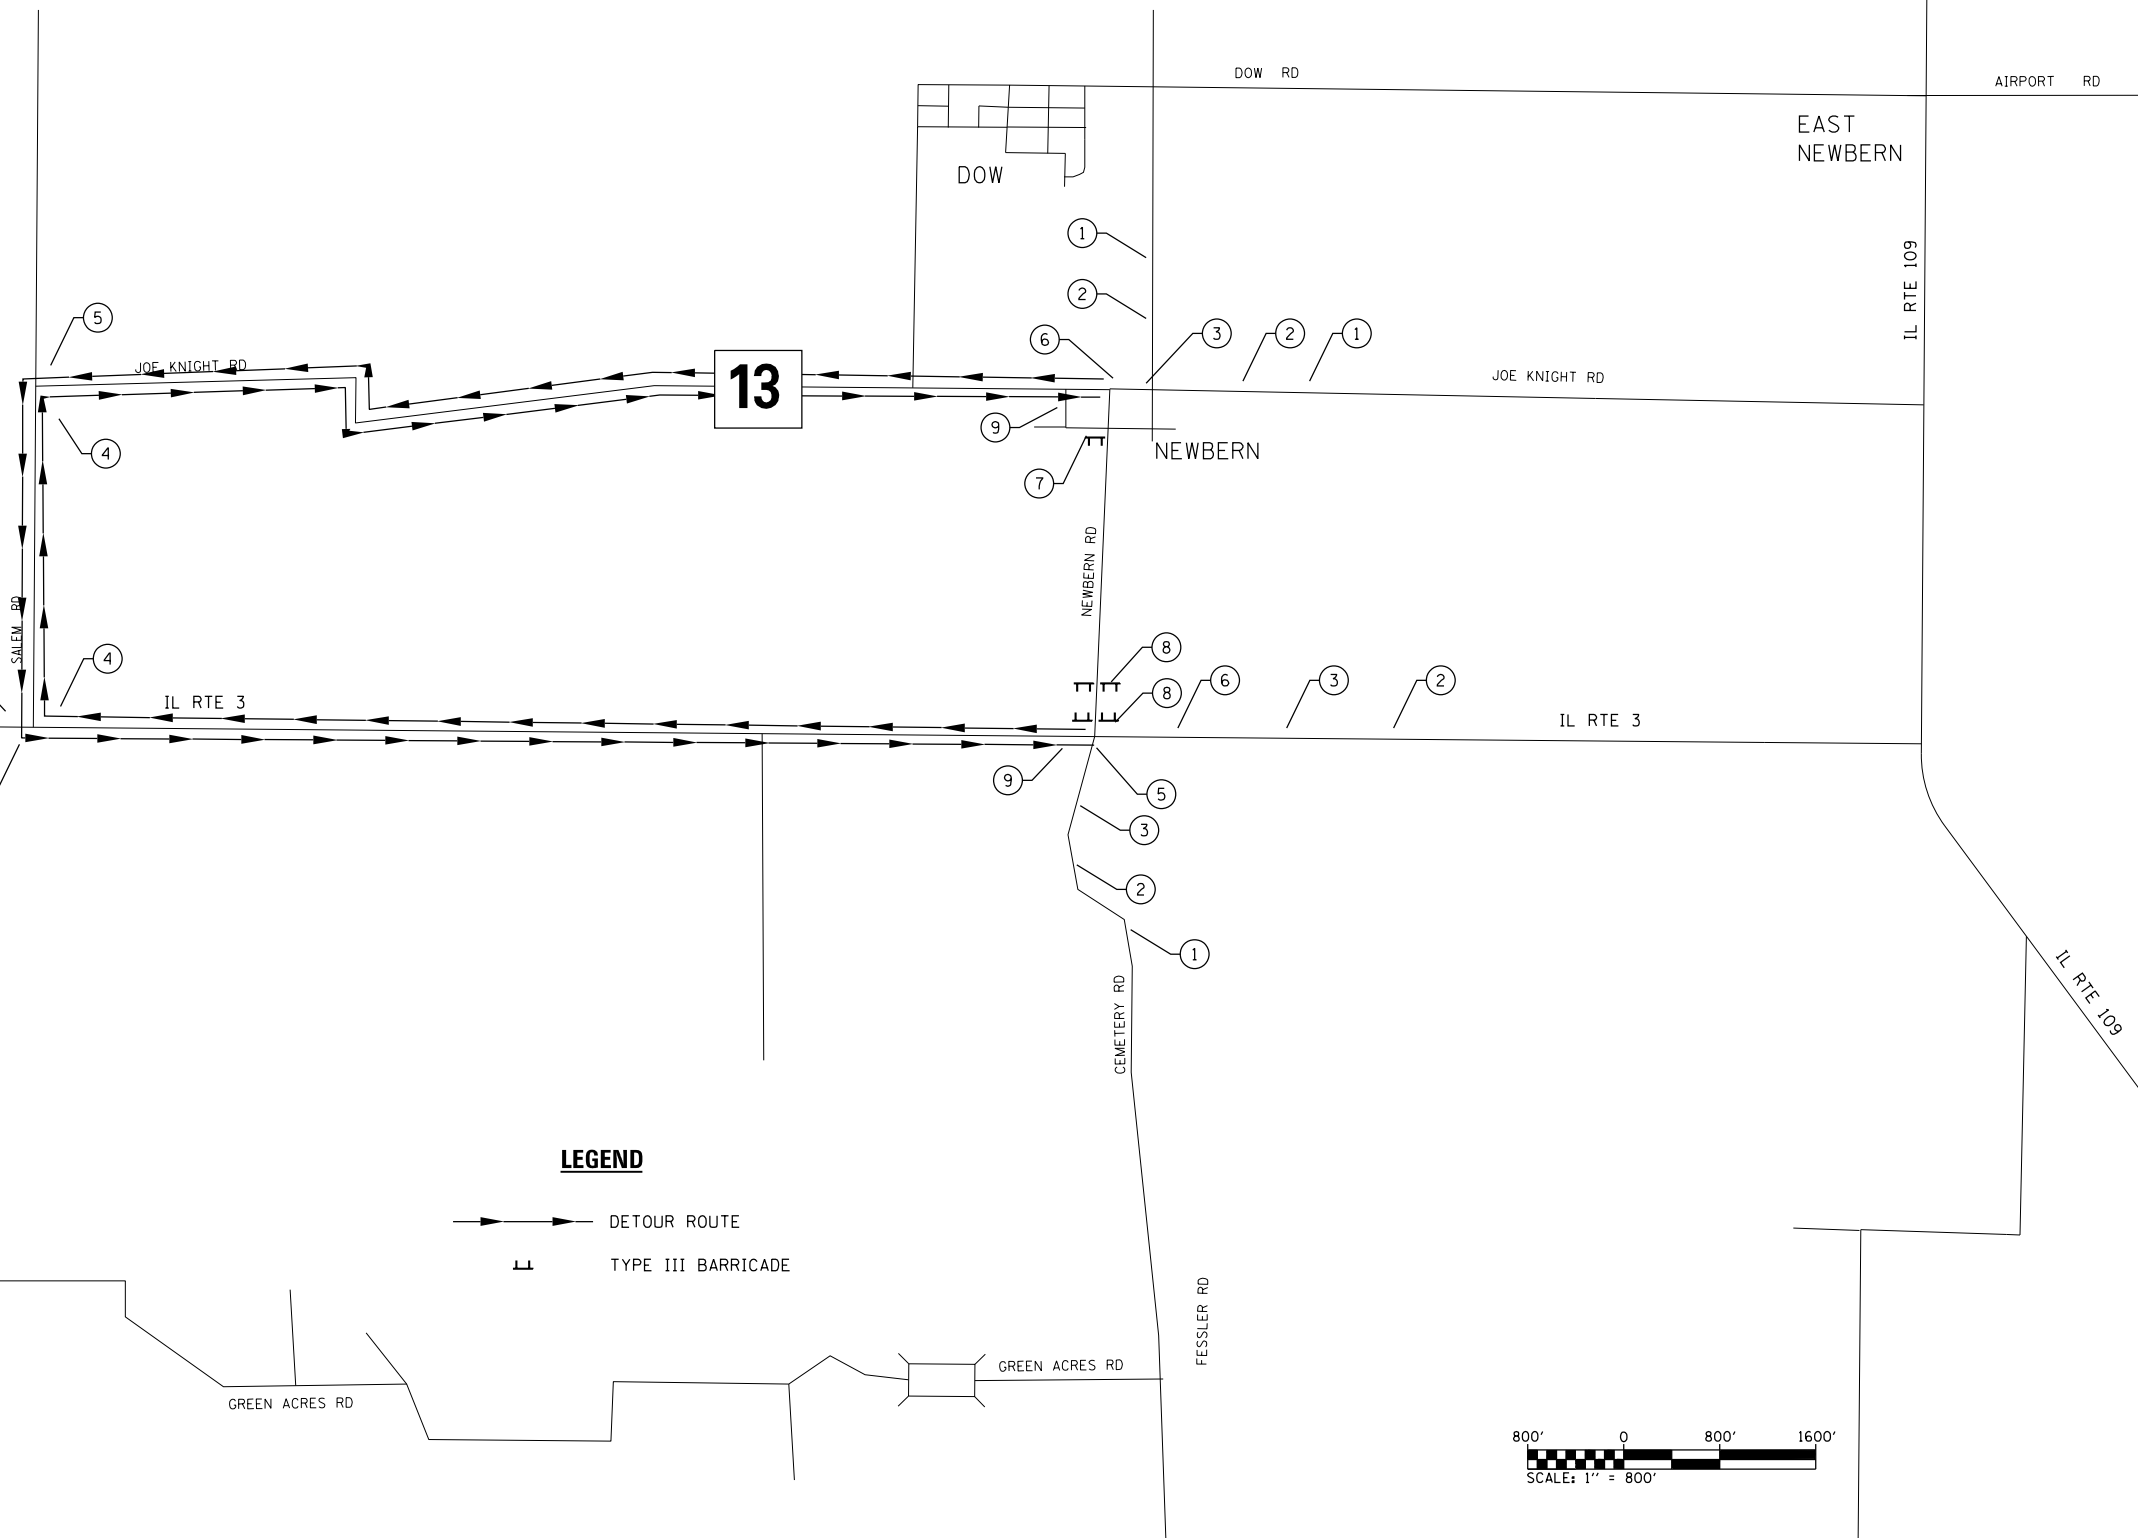 DOW RD
AIRPORT RD
EAST
NEWBERN
DOW
1
IL RTE 109
2
5
6
3
2
1
JOE KNIGHT RD
13
JOE KNIGHT RD
9
4
NEWBERN
7
NEWBERN RD
SALEM RD
8
4
6
3
2
8
IL RTE 3
IL RTE 3
9
5
3
2
1
CEMETERY RD
IL RTE 109
LEGEND
DETOUR ROUTE
TYPE III BARRICADE
FESSLER RD
GREEN ACRES RD
GREEN ACRES RD
800' 0 800' 1600'
SCALE: 1" = 800'